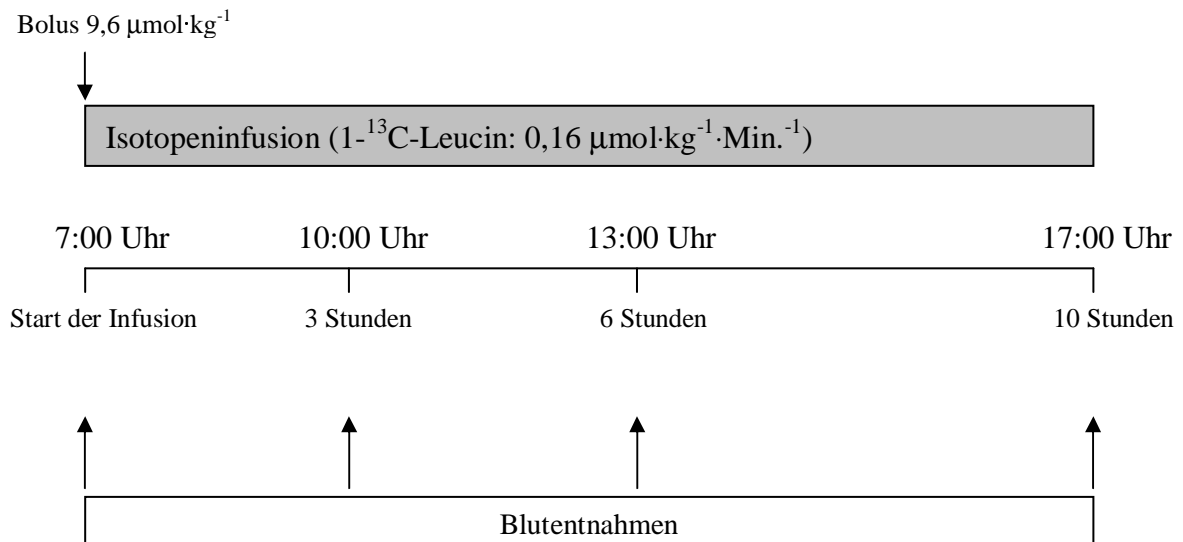 Bolus 9,6 µmol·kg⁻¹
Isotopeninfusion (1-¹³C-Leucin: 0,16 µmol·kg⁻¹·Min.⁻¹)
7:00 Uhr 10:00 Uhr 13:00 Uhr 17:00 Uhr
Start der Infusion 3 Stunden 6 Stunden 10 Stunden
Blutentnahmen